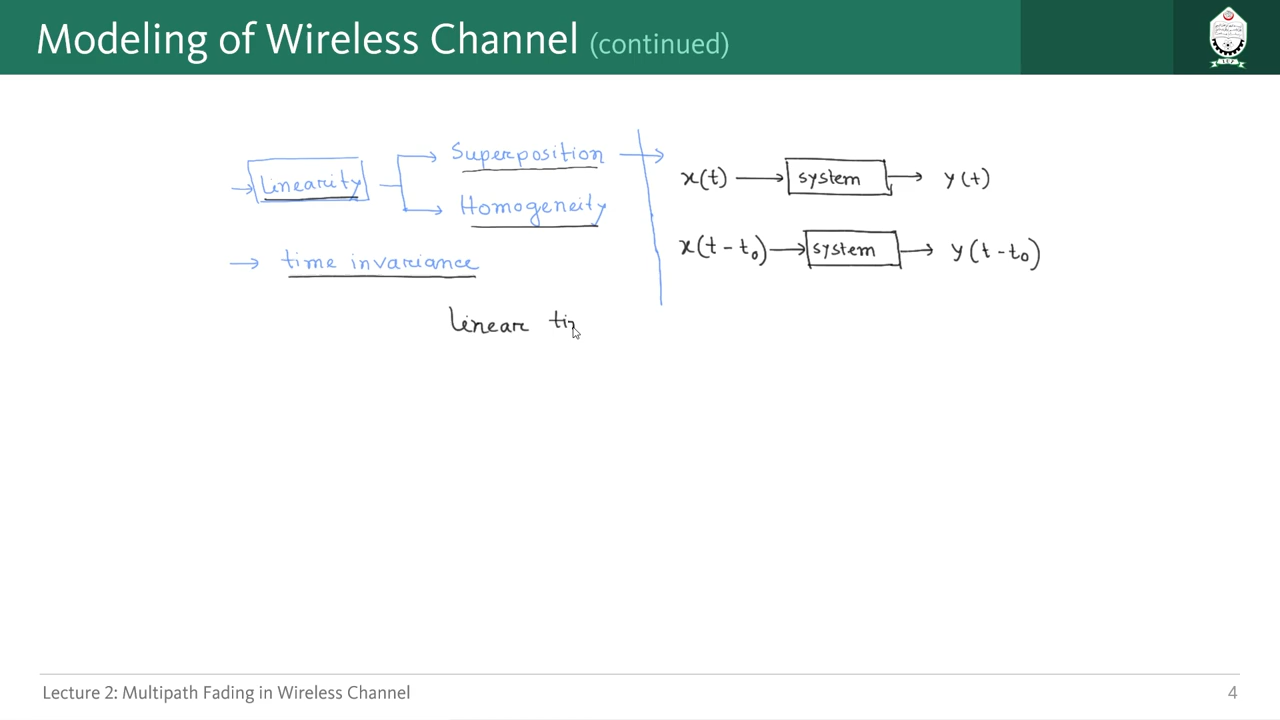 Modeling of Wireless Channel (continued)
Superposition
Linearity
Homogeneity
time invariance
x(t) system y(t)
x(t-t₀) system y(t-t₀)
linear ti
Lecture 2: Multipath Fading in Wireless Channel
4